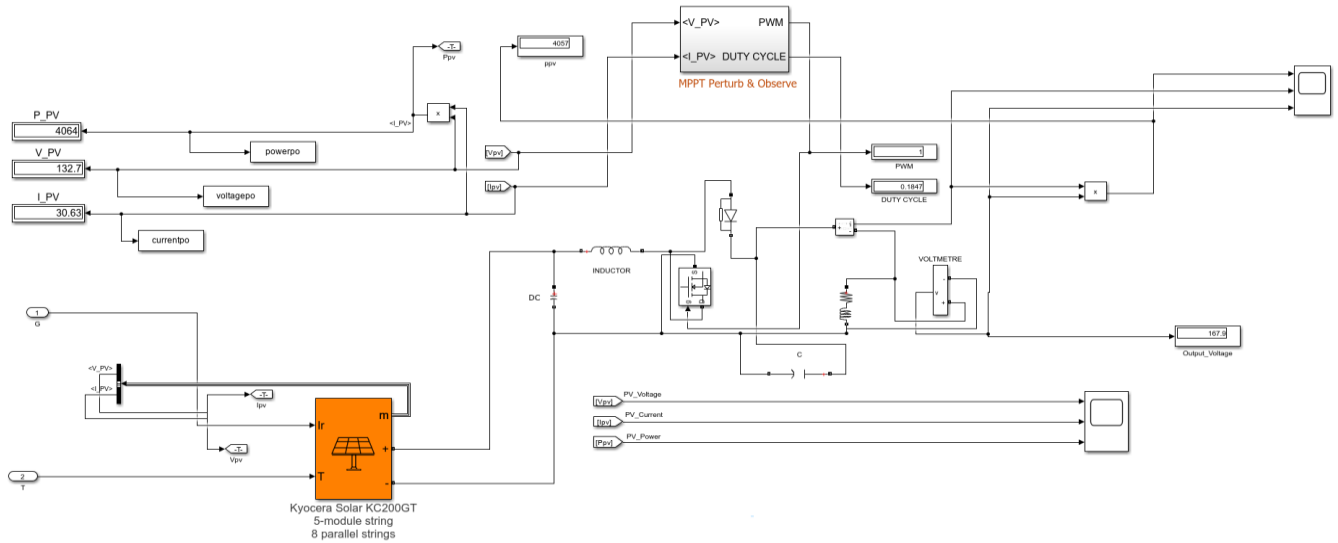 <V_PV>
PWM
<I_PV>
DUTY CYCLE
MPPT Perturb & Observe
-T-
Ppv
4057
ppv
x
<I_PV>
P_PV
4064
powerpo
V_PV
132.7
voltagepo
I_PV
30.63
currentpo
[Vpv]
[Ipv]
1
PWM
0.1847
DUTY CYCLE
x
INDUCTOR
DC
S
g
D
+
i
-
VOLTMETRE
-
v
+
167.9
Output_Voltage
C
1
G
<V_PV>
<I_PV>
-T-
Ipv
-T-
Vpv
2
T
Ir
T
m
+
-
Kyocera Solar KC200GT
5-module string
8 parallel strings
[Vpv]
PV_Voltage
[Ipv]
PV_Current
[Ppv]
PV_Power